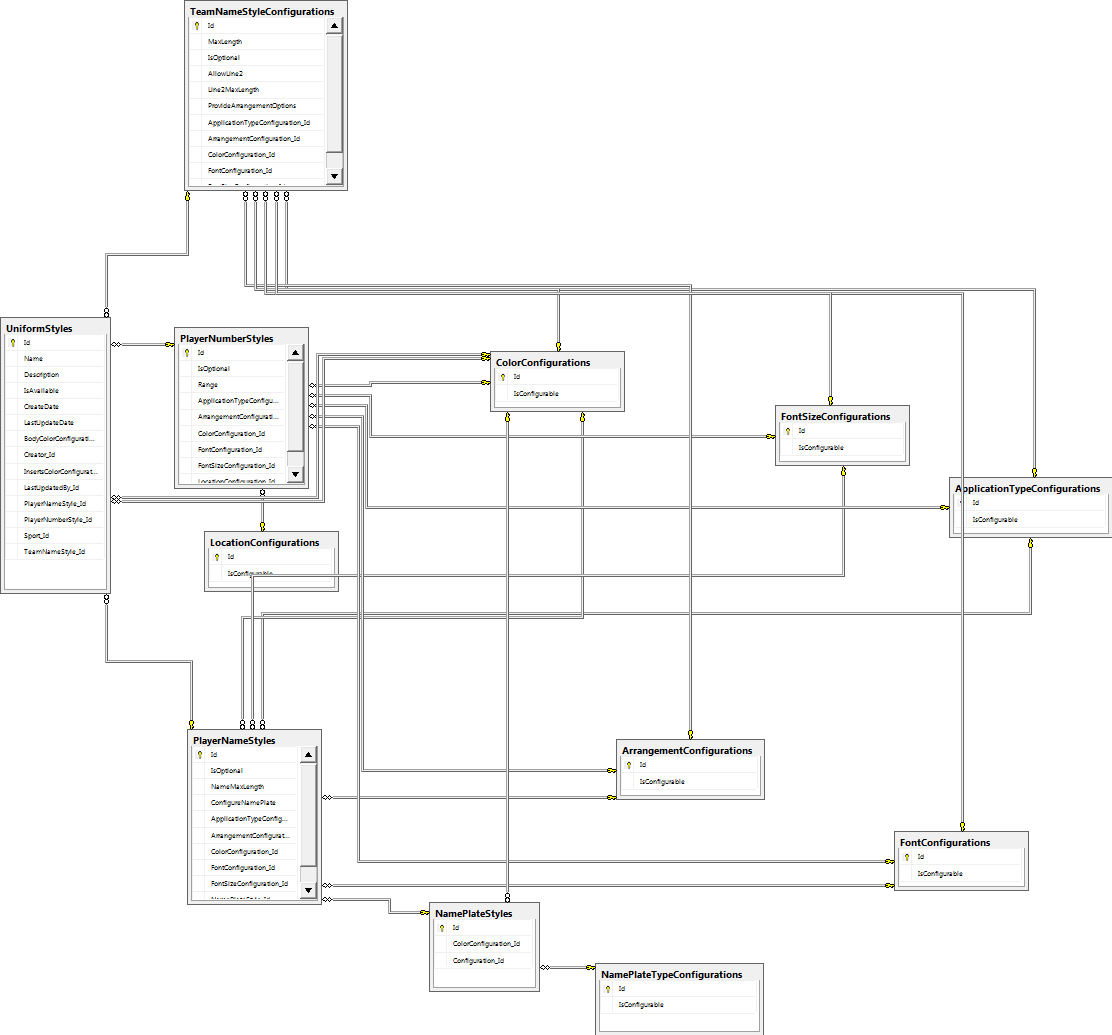 TeamNameStyleConfigurations
Id
MaxLength
IsOptional
AllowLine2
Line2MaxLength
ProvideArrangementOptions
ApplicationTypeConfiguration_Id
ArrangementConfiguration_Id
ColorConfiguration_Id
FontConfiguration_Id
UniformStyles
Id
Name
Description
IsAvailable
CreateDate
LastUpdateDate
BodyColorConfigurati...
Creator_Id
InsertsColorConfigurat...
LastUpdatedBy_Id
PlayerNameStyle_Id
PlayerNumberStyle_Id
Sport_Id
TeamNameStyle_Id
PlayerNumberStyles
Id
IsOptional
Range
ApplicationTypeConfigu...
ArrangementConfigurati...
ColorConfiguration_Id
FontConfiguration_Id
FontSizeConfiguration_Id
LocationConfiguration_Id
ColorConfigurations
Id
IsConfigurable
FontSizeConfigurations
Id
IsConfigurable
ApplicationTypeConfigurations
Id
IsConfigurable
LocationConfigurations
Id
IsConfigurable
PlayerNameStyles
Id
IsOptional
NameMaxLength
ConfigureNamePlate
ApplicationTypeConfig...
ArrangementConfigurat...
ColorConfiguration_Id
FontConfiguration_Id
FontSizeConfiguration_Id
ArrangementConfigurations
Id
IsConfigurable
FontConfigurations
Id
IsConfigurable
NamePlateStyles
Id
ColorConfiguration_Id
Configuration_Id
NamePlateTypeConfigurations
Id
IsConfigurable